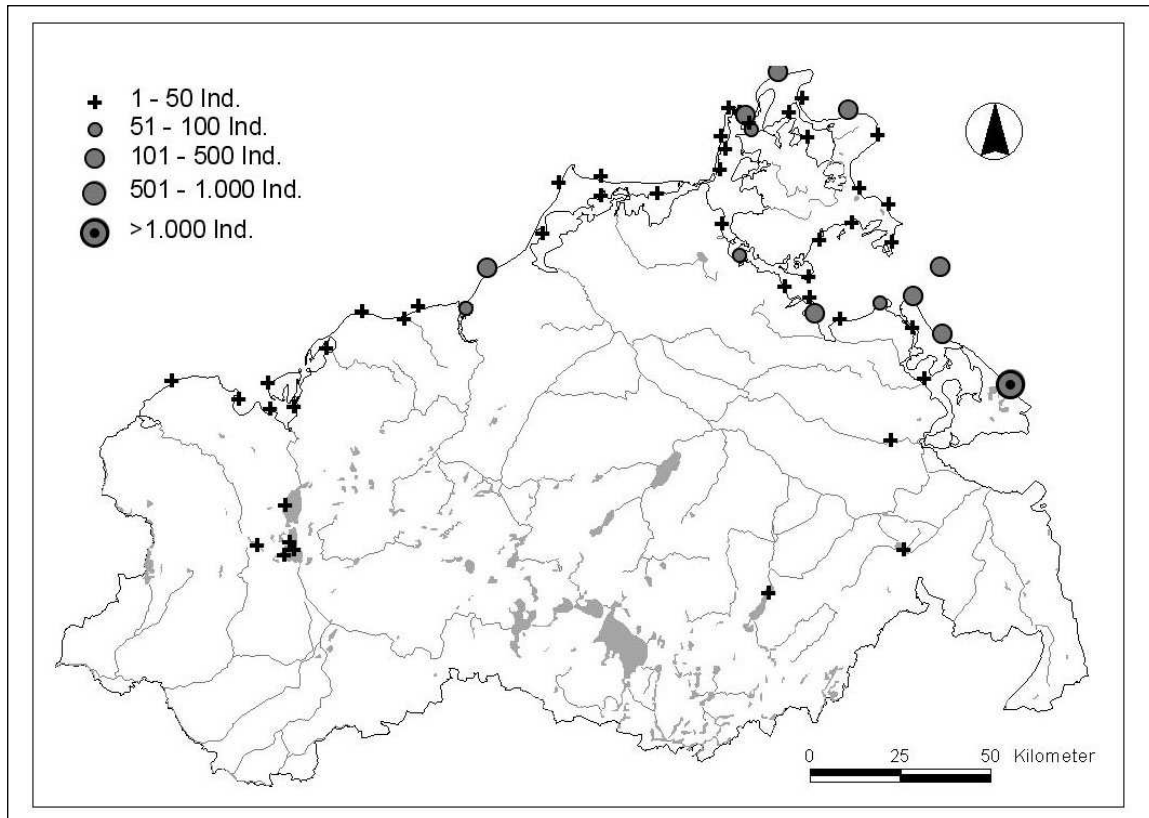 1 - 50 Ind.
51 - 100 Ind.
101 - 500 Ind.
501 - 1.000 Ind.
>1.000 Ind.
0 25 50 Kilometer